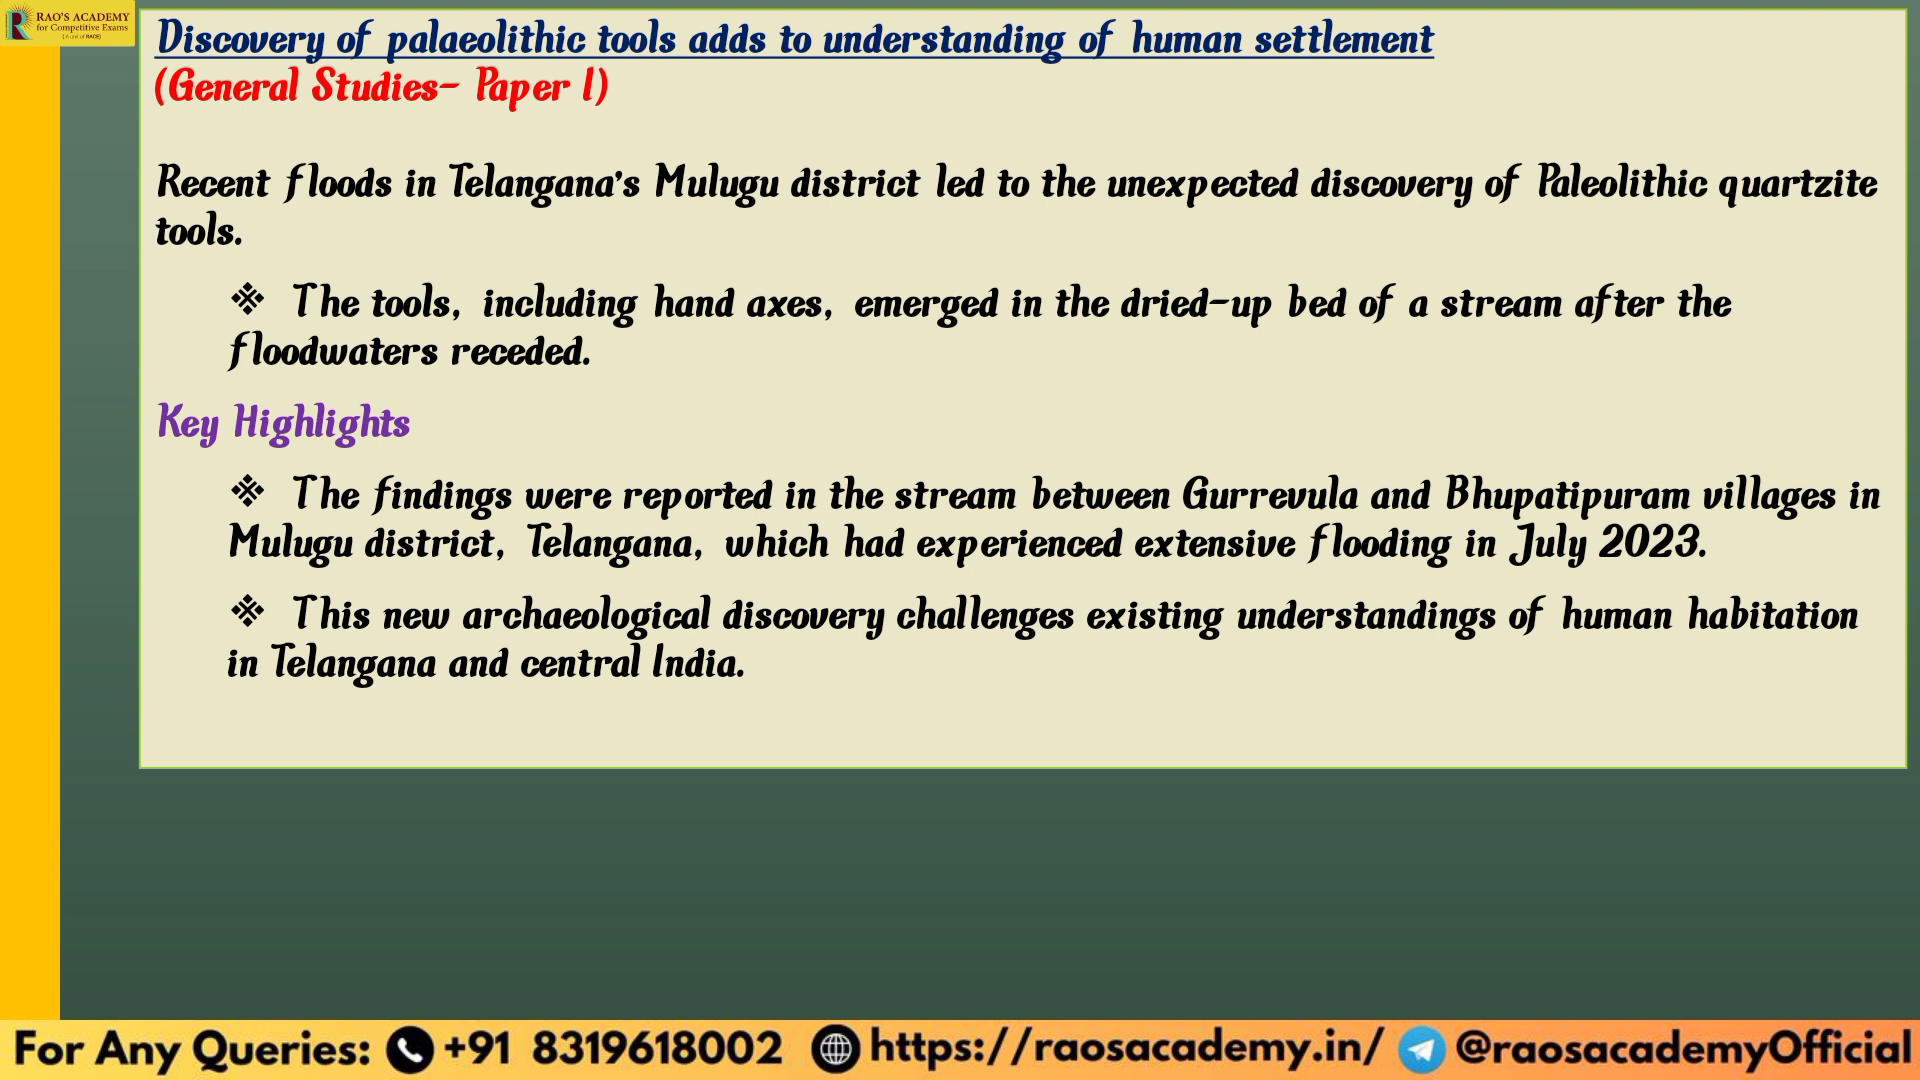 RAO'S ACADEMY
for Competitive Exams
(A unit of RACE)
Discovery of palaeolithic tools adds to understanding of human settlement
(General Studies- Paper I)
Recent floods in Telangana's Mulugu district led to the unexpected discovery of Paleolithic quartzite
tools.
❖ The tools, including hand axes, emerged in the dried-up bed of a stream after the
floodwaters receded.
Key Highlights
❖ The findings were reported in the stream between Gurrevula and Bhupatipuram villages in
Mulugu district, Telangana, which had experienced extensive flooding in July 2023.
❖ This new archaeological discovery challenges existing understandings of human habitation
in Telangana and central India.
For Any Queries: +91 8319618002 https://raosacademy.in/ @raosacademyOfficial